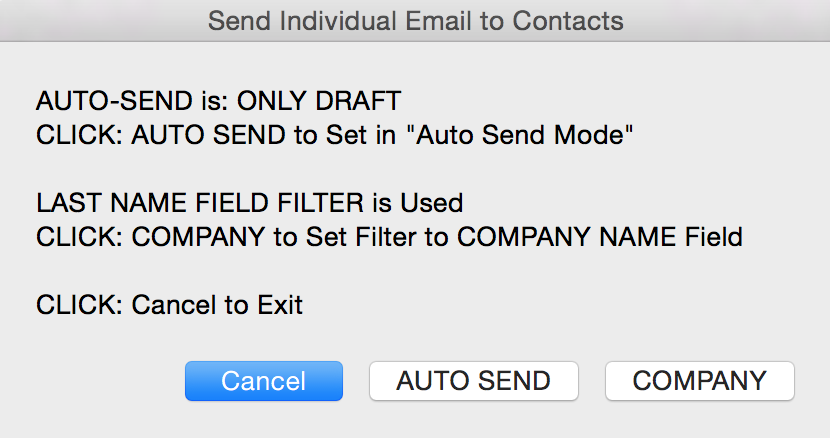 Send Individual Email to Contacts
AUTO-SEND is: ONLY DRAFT
CLICK: AUTO SEND to Set in "Auto Send Mode"
LAST NAME FIELD FILTER is Used
CLICK: COMPANY to Set Filter to COMPANY NAME Field
CLICK: Cancel to Exit
Cancel
AUTO SEND
COMPANY